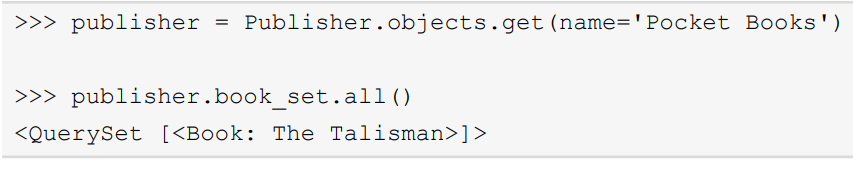 >>> publisher = Publisher.objects.get(name='Pocket Books')
>>> publisher.book_set.all()
<QuerySet [<Book: The Talisman>]>